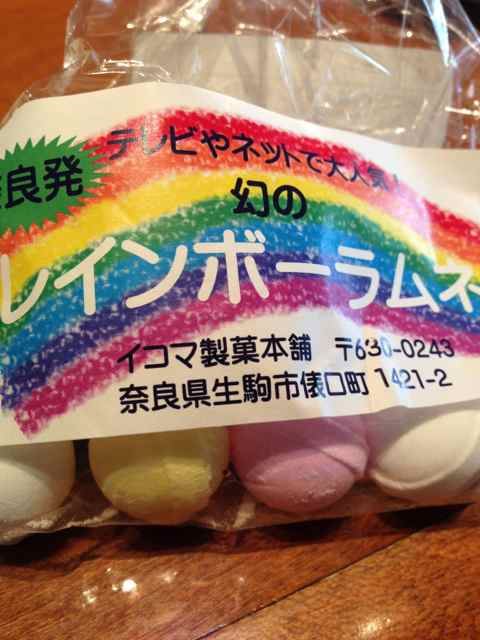 良発
テレビやネットで大人気!
幻の
レインボーラムネ
イコマ製菓本舗 〒630-0243
奈良県生駒市俵口町 1421-2